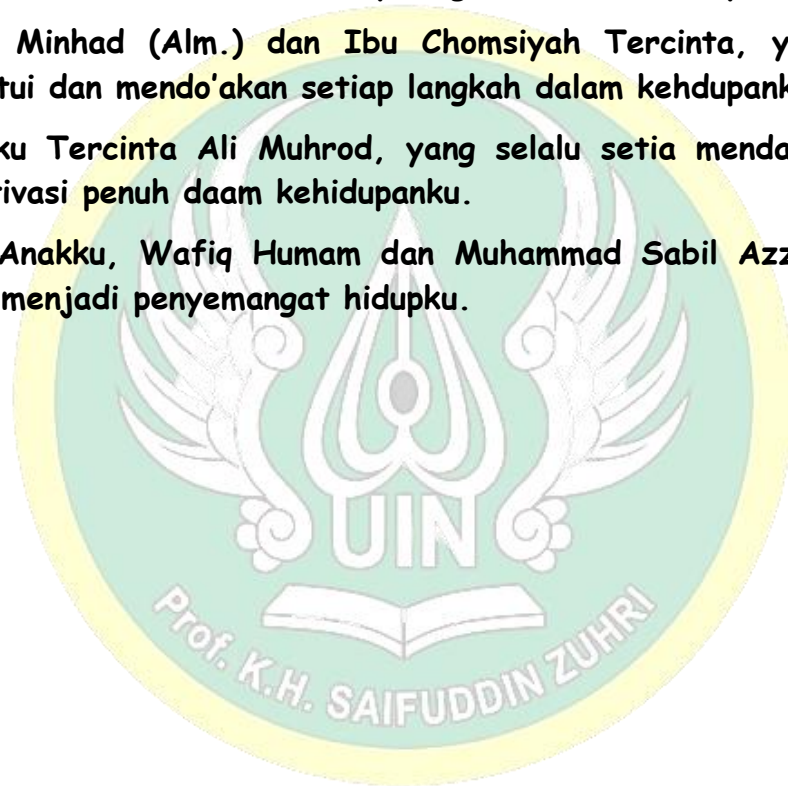 Minhad (Alm.) dan Ibu Chomsiyah Tercinta, y
tui dan mendo'akan setiap langkah dalam kehdupank
ku Tercinta Ali Muhrod, yang selalu setia menda
ivasi penuh daam kehidupanku.
Anakku, Wafiq Humam dan Muhammad Sabil Azz
menjadi penyemangat hidupku.
UIN
Prof. K.H. SAIFUDDIN ZUHRI